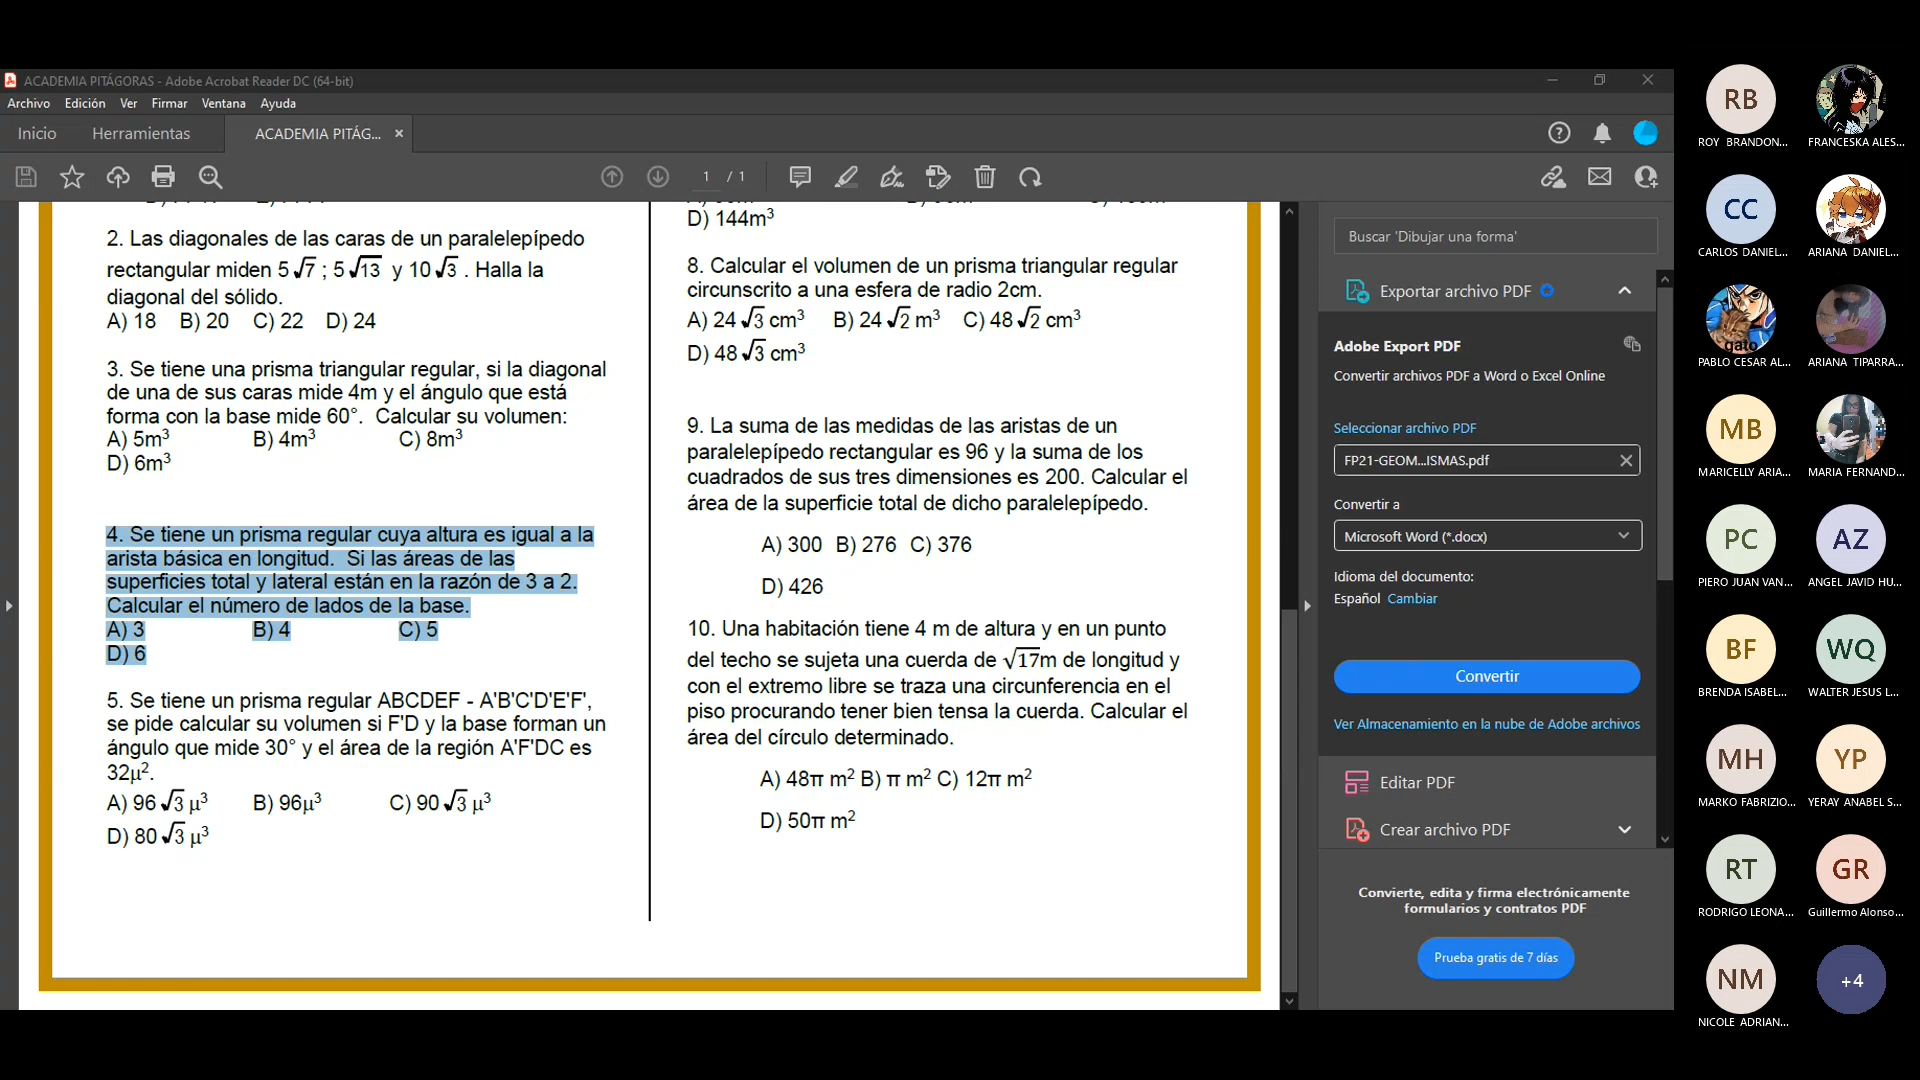 ACADEMIA PITÁGORAS - Adobe Acrobat Reader DC (64-bit)
Archivo Edición Ver Firmar Ventana Ayuda
Inicio Herramientas ACADEMIA PITÁG...
1 / 1
2. Las diagonales de las caras de un paralelepípedo
rectangular miden 5√7 ; 5√13 y 10√3 . Halla la
diagonal del sólido.
A) 18 B) 20 C) 22 D) 24
3. Se tiene una prisma triangular regular, si la diagonal
de una de sus caras mide 4m y el ángulo que está
forma con la base mide 60°. Calcular su volumen:
A) 5m³ B) 4m³ C) 8m³
D) 6m³
4. Se tiene un prisma regular cuya altura es igual a la
arista básica en longitud. Si las áreas de las
superficies total y lateral están en la razón de 3 a 2.
Calcular el número de lados de la base.
A) 3 B) 4 C) 5
D) 6
5. Se tiene un prisma regular ABCDEF - A'B'C'D'E'F',
se pide calcular su volumen si F'D y la base forman un
ángulo que mide 30° y el área de la región A'F'DC es
32µ².
A) 96√3 µ³ B) 96µ³ C) 90√3 µ³
D) 80√3 µ³
D) 144m³
8. Calcular el volumen de un prisma triangular regular
circunscrito a una esfera de radio 2cm.
A) 24√3 cm³ B) 24√2 m³ C) 48√2 cm³
D) 48√3 cm³
9. La suma de las medidas de las aristas de un
paralelepípedo rectangular es 96 y la suma de los
cuadrados de sus tres dimensiones es 200. Calcular el
área de la superficie total de dicho paralelepípedo.
A) 300 B) 276 C) 376
D) 426
10. Una habitación tiene 4 m de altura y en un punto
del techo se sujeta una cuerda de √17m de longitud y
con el extremo libre se traza una circunferencia en el
piso procurando tener bien tensa la cuerda. Calcular el
área del círculo determinado.
A) 48π m² B) π m² C) 12π m²
D) 50π m²
Buscar 'Dibujar una forma'
Exportar archivo PDF
Adobe Export PDF
Convertir archivos PDF a Word o Excel Online
Seleccionar archivo PDF
FP21-GEOM...ISMAS.pdf
Convertir a
Microsoft Word (*.docx)
Idioma del documento:
Español Cambiar
Convertir
Ver Almacenamiento en la nube de Adobe archivos
Editar PDF
Crear archivo PDF
Convierte, edita y firma electrónicamente
formularios y contratos PDF
Prueba gratis de 7 días
RB
ROY BRANDON... FRANCESKA ALES...
CC
CARLOS DANIEL... ARIANA DANIEL...
gato
PABLO CESAR AL... ARIANA TIPARRA...
MB
MARICELLY ARIA... MARIA FERNAND...
PC AZ
PIERO JUAN VAN... ANGEL JAVID HU...
BF WQ
BRENDA ISABEL... WALTER JESUS L...
MH YP
MARKO FABRIZIO... YERAY ANABEL S...
RT GR
RODRIGO LEONA... Guillermo Alonso...
NM +4
NICOLE ADRIAN...